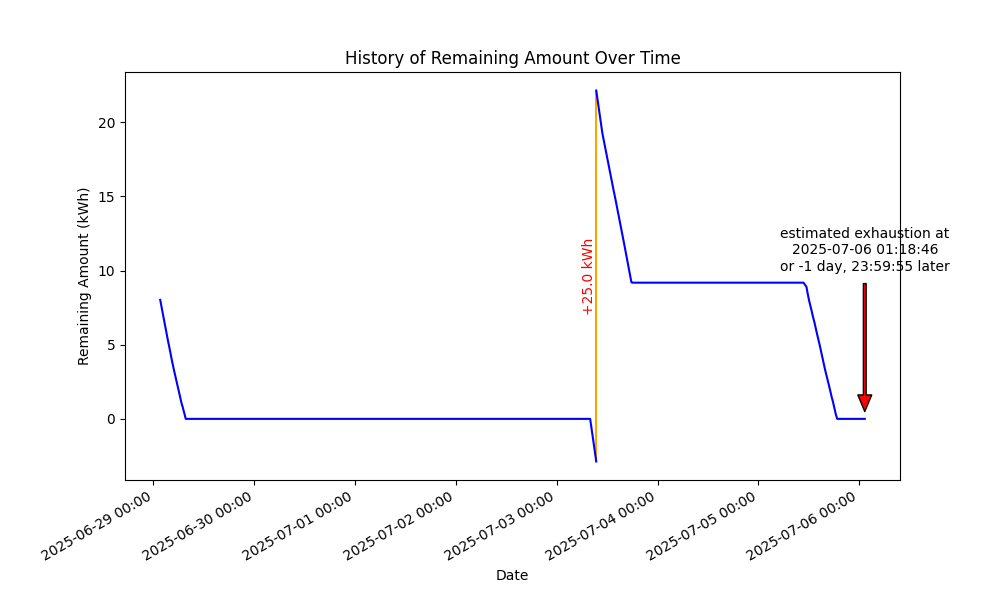 History of Remaining Amount Over Time
Remaining Amount (kWh)
20
15
10
5
0
+25.0 kWh
estimated exhaustion at
2025-07-06 01:18:46
or -1 day, 23:59:55 later
2025-06-29 00:00
2025-06-30 00:00
2025-07-01 00:00
2025-07-02 00:00
2025-07-03 00:00
2025-07-04 00:00
2025-07-05 00:00
2025-07-06 00:00
Date